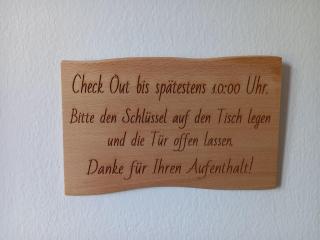 Check Out bis spätestens 10:00 Uhr.
Bitte den Schlüssel auf den Tisch legen
und die Tür offen lassen.
Danke für Ihren Aufenthalt!